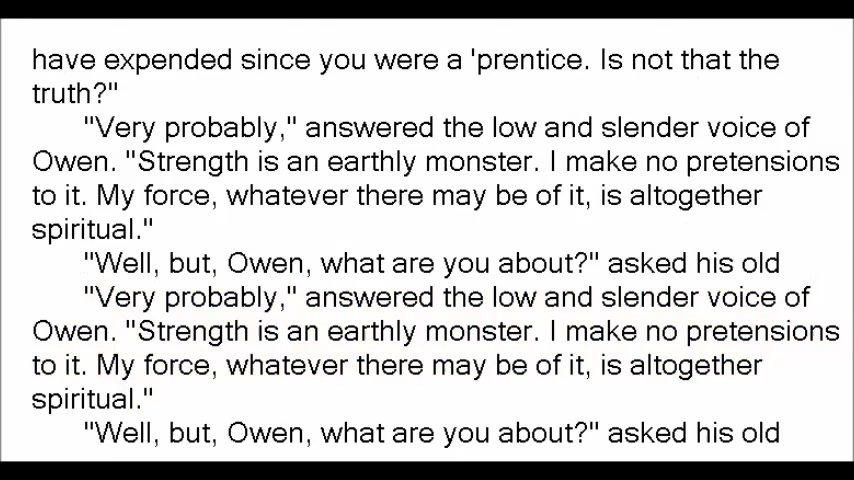 have expended since you were a 'prentice. Is not that the
truth?"
"Very probably," answered the low and slender voice of
Owen. "Strength is an earthly monster. I make no pretensions
to it. My force, whatever there may be of it, is altogether
spiritual."
"Well, but, Owen, what are you about?" asked his old
"Very probably," answered the low and slender voice of
Owen. "Strength is an earthly monster. I make no pretensions
to it. My force, whatever there may be of it, is altogether
spiritual."
"Well, but, Owen, what are you about?" asked his old